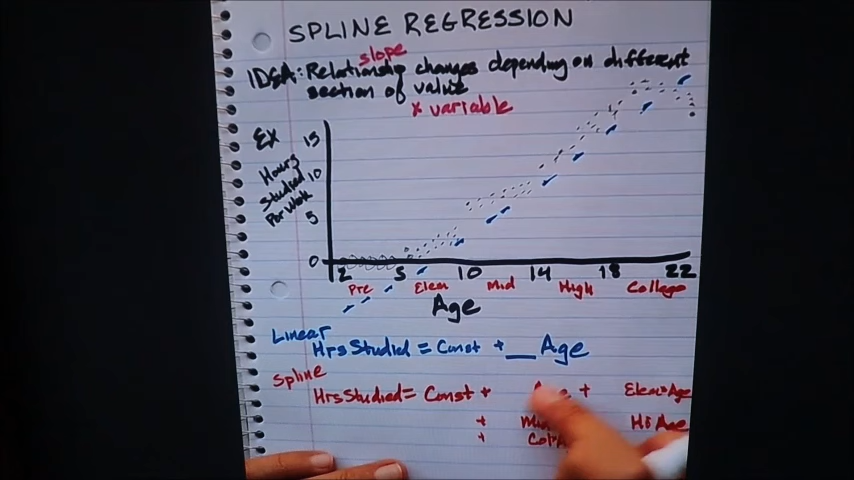 SPLINE REGRESSION
slope
IDEA: Relationship changes depending on different
section of value
x variable
EX
15
Hours
Studied 10
Per Week
5
0
2 5 10 14 18 22
Pre Elem Mid High College
Age
Linear
HrsStudied = Const + __ Age
Spline
HrsStudied = Const + + Elem*Age
+ Age
+